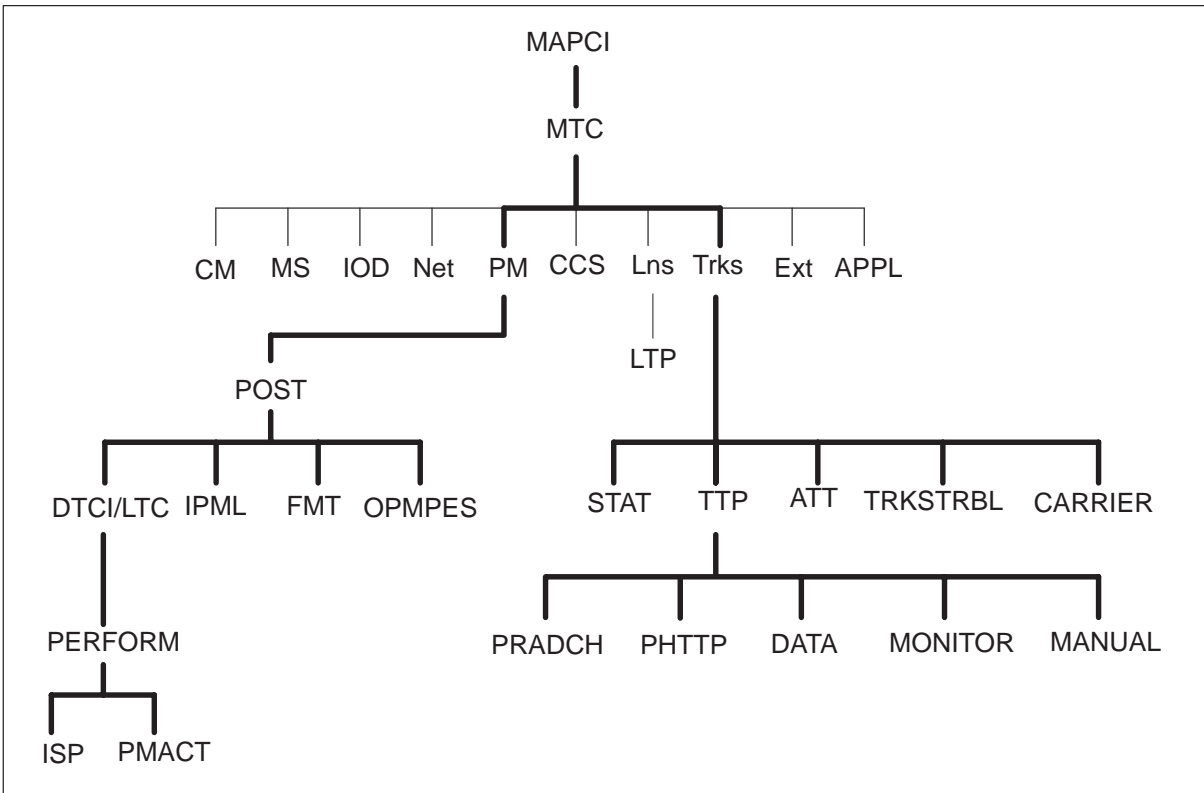 MAPCI
MTC
CM MS IOD Net PM CCS Lns Trks Ext APPL
LTP
POST
DTCI/LTC IPML FMT OPMPES
STAT TTP ATT TRKSTRBL CARRIER
PERFORM
PRADCH PHTTP DATA MONITOR MANUAL
ISP PMACT